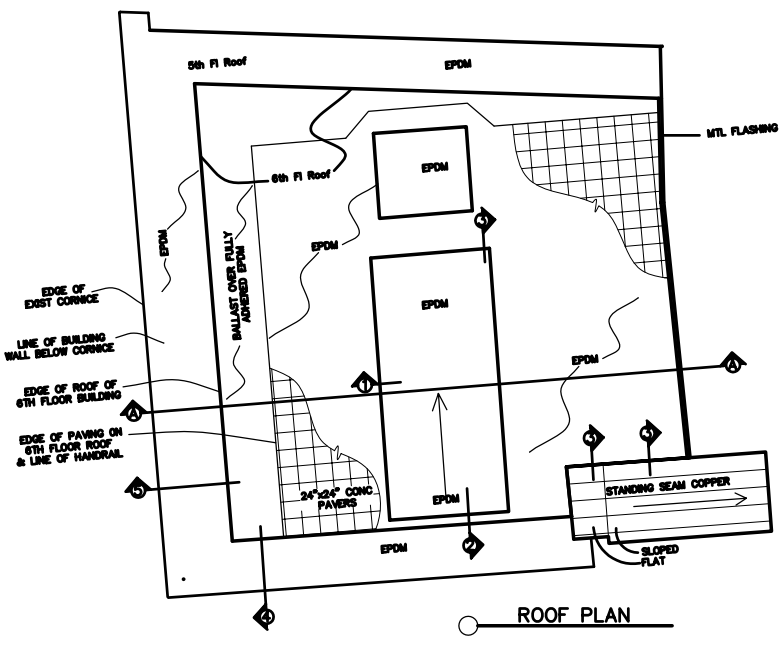 5th Fl Roof
EPDM
MTL FLASHING
EPDM
6th Fl Roof
3
EPDM
EPDM
BALLAST OVER FULLY
ADHERED EPDM
EDGE OF
EXIST CORNICE
EPDM
LINE OF BUILDING
WALL BELOW CORNICE
EPDM
A
1
EDGE OF ROOF OF
6TH FLOOR BUILDING
A
EDGE OF PAVING ON
6TH FLOOR ROOF
& LINE OF HANDRAIL
3
3
5
24"x24" CONC
PAVERS
EPDM
STANDING SEAM COPPER
EPDM
2
SLOPED
FLAT
4
ROOF PLAN